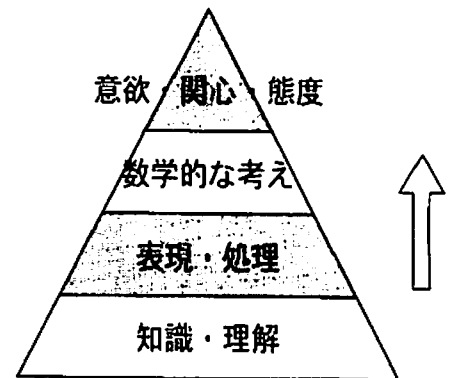 意欲・関心・態度
数学的な考え
表現・処理
知識・理解